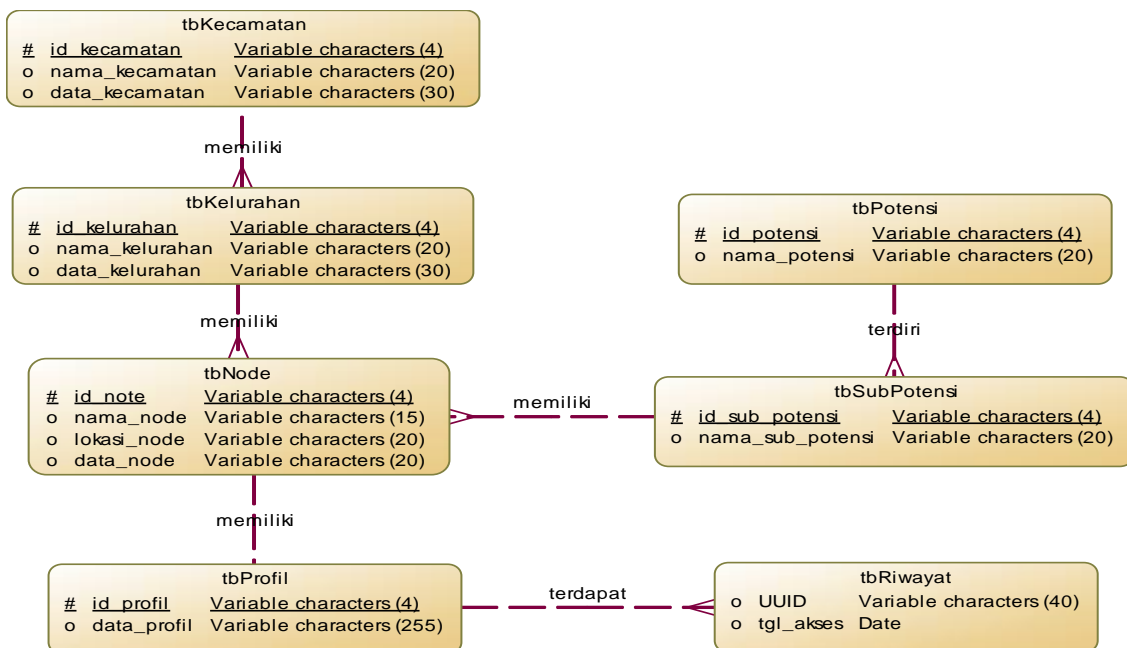 tbKecamatan
# id_kecamatan Variable characters (4)
o nama_kecamatan Variable characters (20)
o data_kecamatan Variable characters (30)
memiliki
tbKelurahan
# id_kelurahan Variable characters (4)
o nama_kelurahan Variable characters (20)
o data_kelurahan Variable characters (30)
memiliki
tbPotensi
# id_potensi Variable characters (4)
o nama_potensi Variable characters (20)
terdiri
tbNode
# id_note Variable characters (4)
o nama_node Variable characters (15)
o lokasi_node Variable characters (20)
o data_node Variable characters (20)
memiliki
tbSubPotensi
# id_sub_potensi Variable characters (4)
o nama_sub_potensi Variable characters (20)
memiliki
tbProfil
# id_profil Variable characters (4)
o data_profil Variable characters (255)
terdapat
tbRiwayat
o UUID Variable characters (40)
o tgl_akses Date